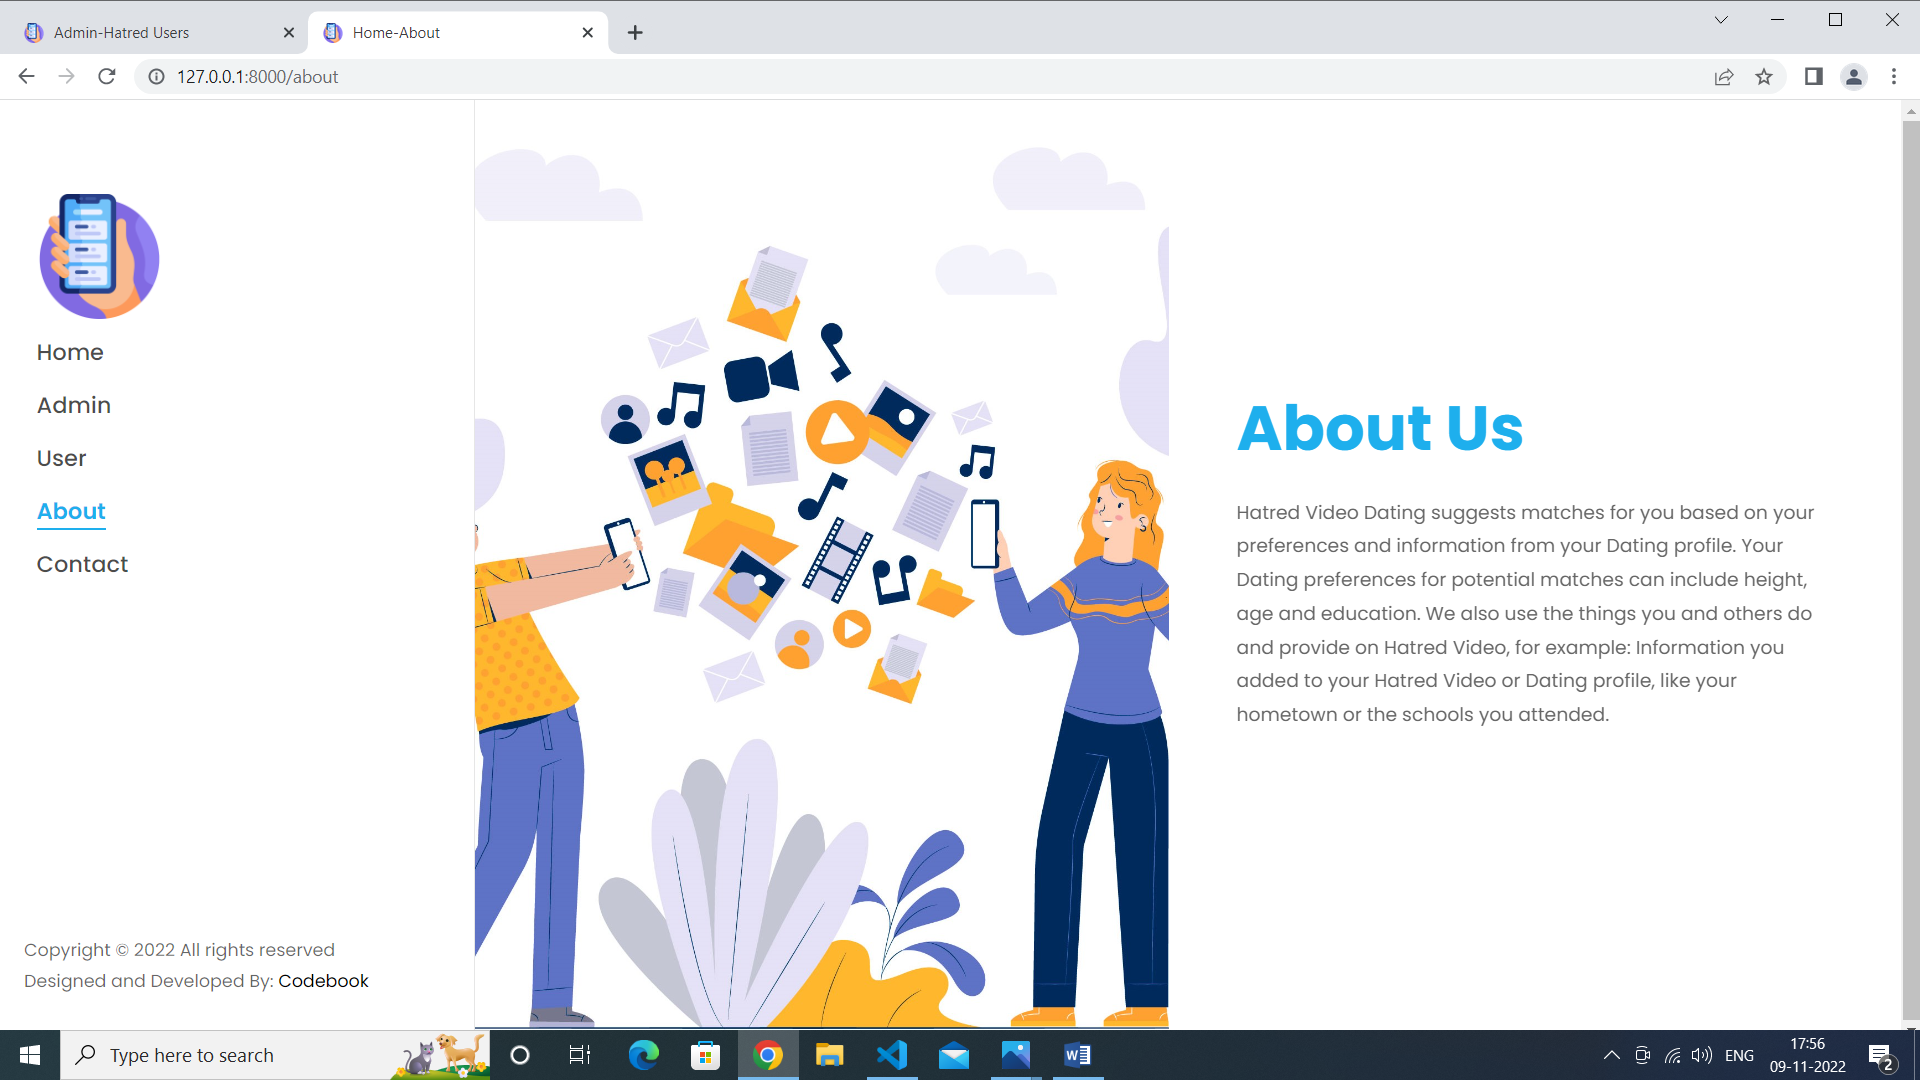 Admin-Hatred Users
Home-About
127.0.0.1:8000/about
Home
Admin
User
About
Contact
Copyright © 2022 All rights reserved
Designed and Developed By: Codebook
About Us
Hatred Video Dating suggests matches for you based on your
preferences and information from your Dating profile. Your
Dating preferences for potential matches can include height,
age and education. We also use the things you and others do
and provide on Hatred Video, for example: Information you
added to your Hatred Video or Dating profile, like your
hometown or the schools you attended.
Type here to search
ENG
17:56
09-11-2022
2